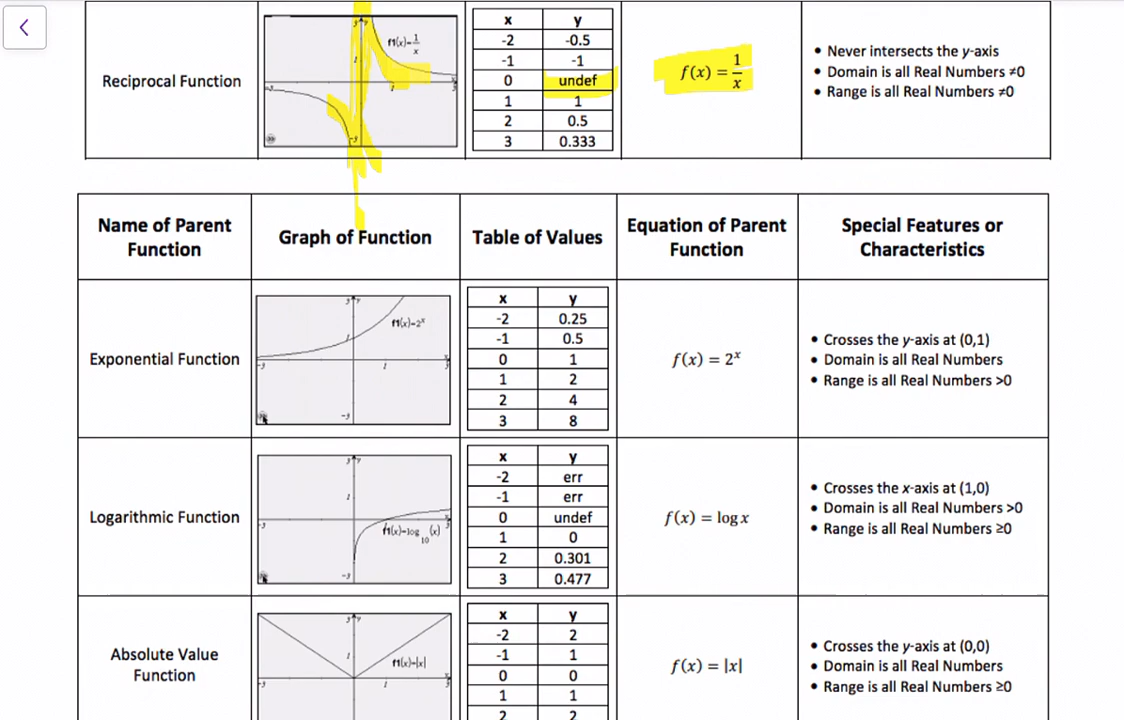 Reciprocal Function
f1(x)=1/x
x y
-2 -0.5
-1 -1
0 undef
1 1
2 0.5
3 0.333
f(x) = 1/x
• Never intersects the y-axis
• Domain is all Real Numbers ≠0
• Range is all Real Numbers ≠0
Name of Parent Function
Graph of Function
Table of Values
Equation of Parent Function
Special Features or Characteristics
Exponential Function
f1(x)=2ˣ
x y
-2 0.25
-1 0.5
0 1
1 2
2 4
3 8
f(x) = 2ˣ
• Crosses the y-axis at (0,1)
• Domain is all Real Numbers
• Range is all Real Numbers >0
Logarithmic Function
f1(x)=log₁₀(x)
x y
-2 err
-1 err
0 undef
1 0
2 0.301
3 0.477
f(x) = log x
• Crosses the x-axis at (1,0)
• Domain is all Real Numbers >0
• Range is all Real Numbers ≥0
Absolute Value
Function
f1(x)=|x|
x y
-2 2
-1 1
0 0
1 1
2 2
f(x) = |x|
• Crosses the y-axis at (0,0)
• Domain is all Real Numbers
• Range is all Real Numbers ≥0